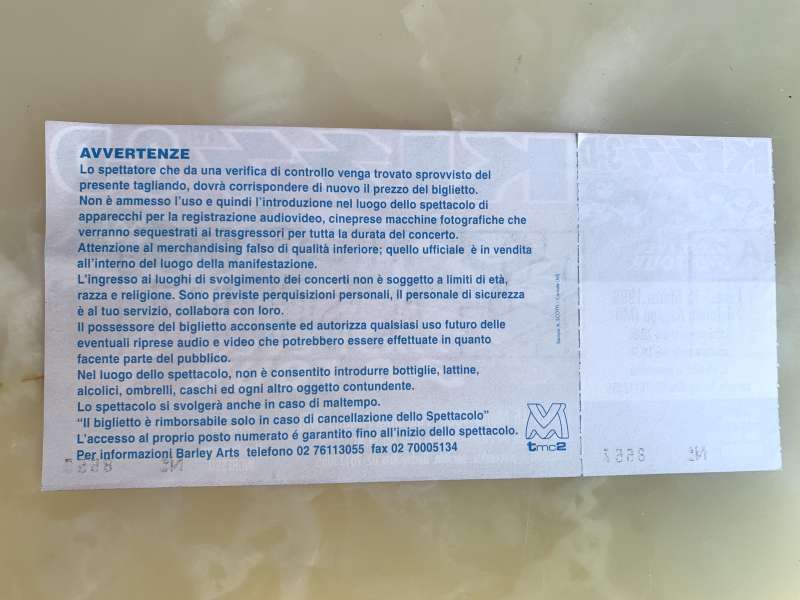 AVVERTENZE
Lo spettatore che da una verifica di controllo venga trovato sprovvisto del
presente tagliando, dovrà corrispondere di nuovo il prezzo del biglietto.
Non è ammesso l'uso e quindi l'introduzione nel luogo dello spettacolo di
apparecchi per la registrazione audiovideo, cineprese macchine fotografiche che
verranno sequestrati ai trasgressori per tutta la durata del concerto.
Attenzione al merchandising falso di qualità inferiore; quello ufficiale è in vendita
all'interno del luogo della manifestazione.
L'ingresso ai luoghi di svolgimento dei concerti non è soggetto a limiti di età,
razza e religione. Sono previste perquisizioni personali, il personale di sicurezza
è al tuo servizio, collabora con loro.
Il possessore del biglietto acconsente ed autorizza qualsiasi uso futuro delle
eventuali riprese audio e video che potrebbero essere effettuate in quanto
facente parte del pubblico.
Nel luogo dello spettacolo, non è consentito introdurre bottiglie, lattine,
alcolici, ombrelli, caschi ed ogni altro oggetto contundente.
Lo spettacolo si svolgerà anche in caso di maltempo.
"Il biglietto è rimborsabile solo in caso di cancellazione dello Spettacolo"
L'accesso al proprio posto numerato é garantito fino all'inizio dello spettacolo.
Per informazioni Barley Arts telefono 02 76113055 fax 02 70005134
tmc2